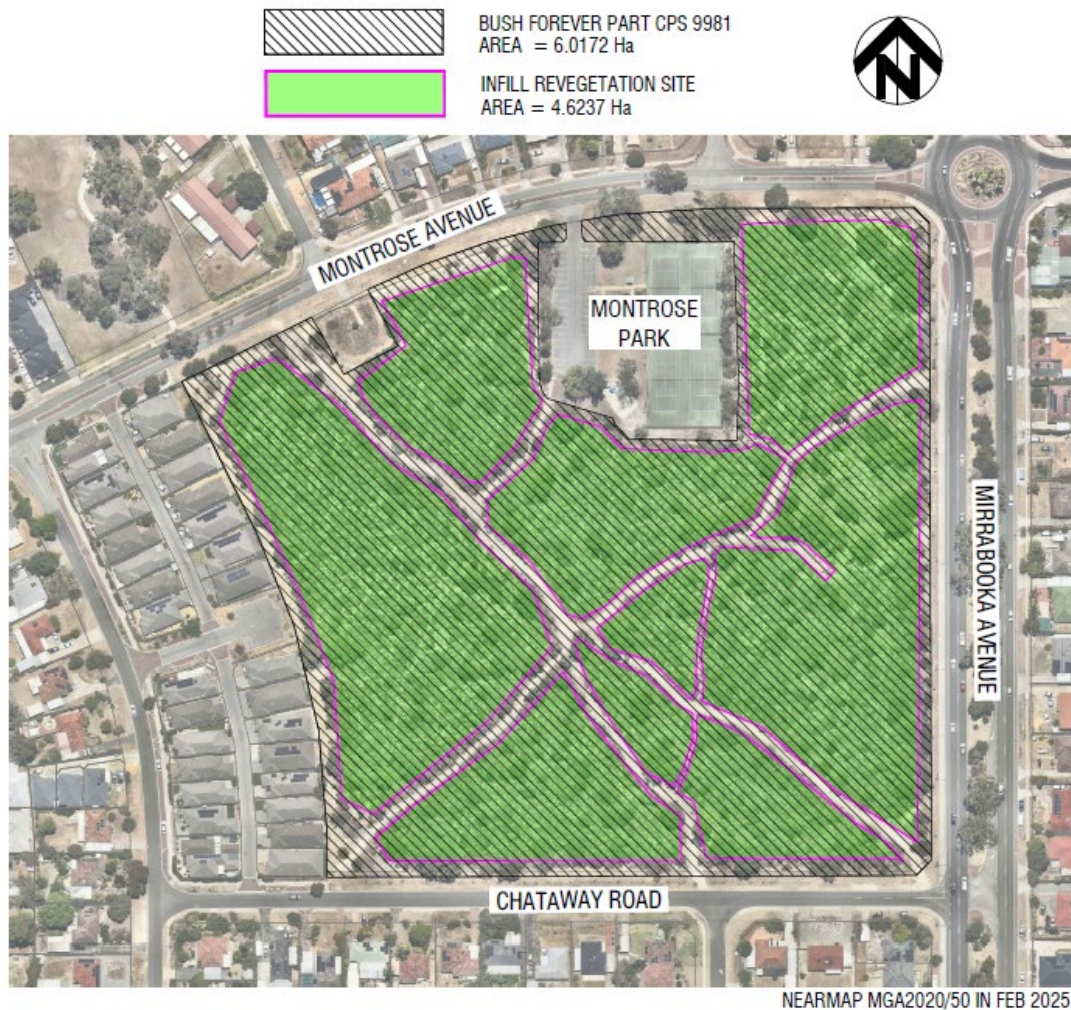 BUSH FOREVER PART CPS 9981
AREA = 6.0172 Ha
INFILL REVEGETATION SITE
AREA = 4.6237 Ha
N
MONTROSE AVENUE
MONTROSE
PARK
MIRRABOOKA AVENUE
CHATAWAY ROAD
NEARMAP MGA2020/50 IN FEB 2025